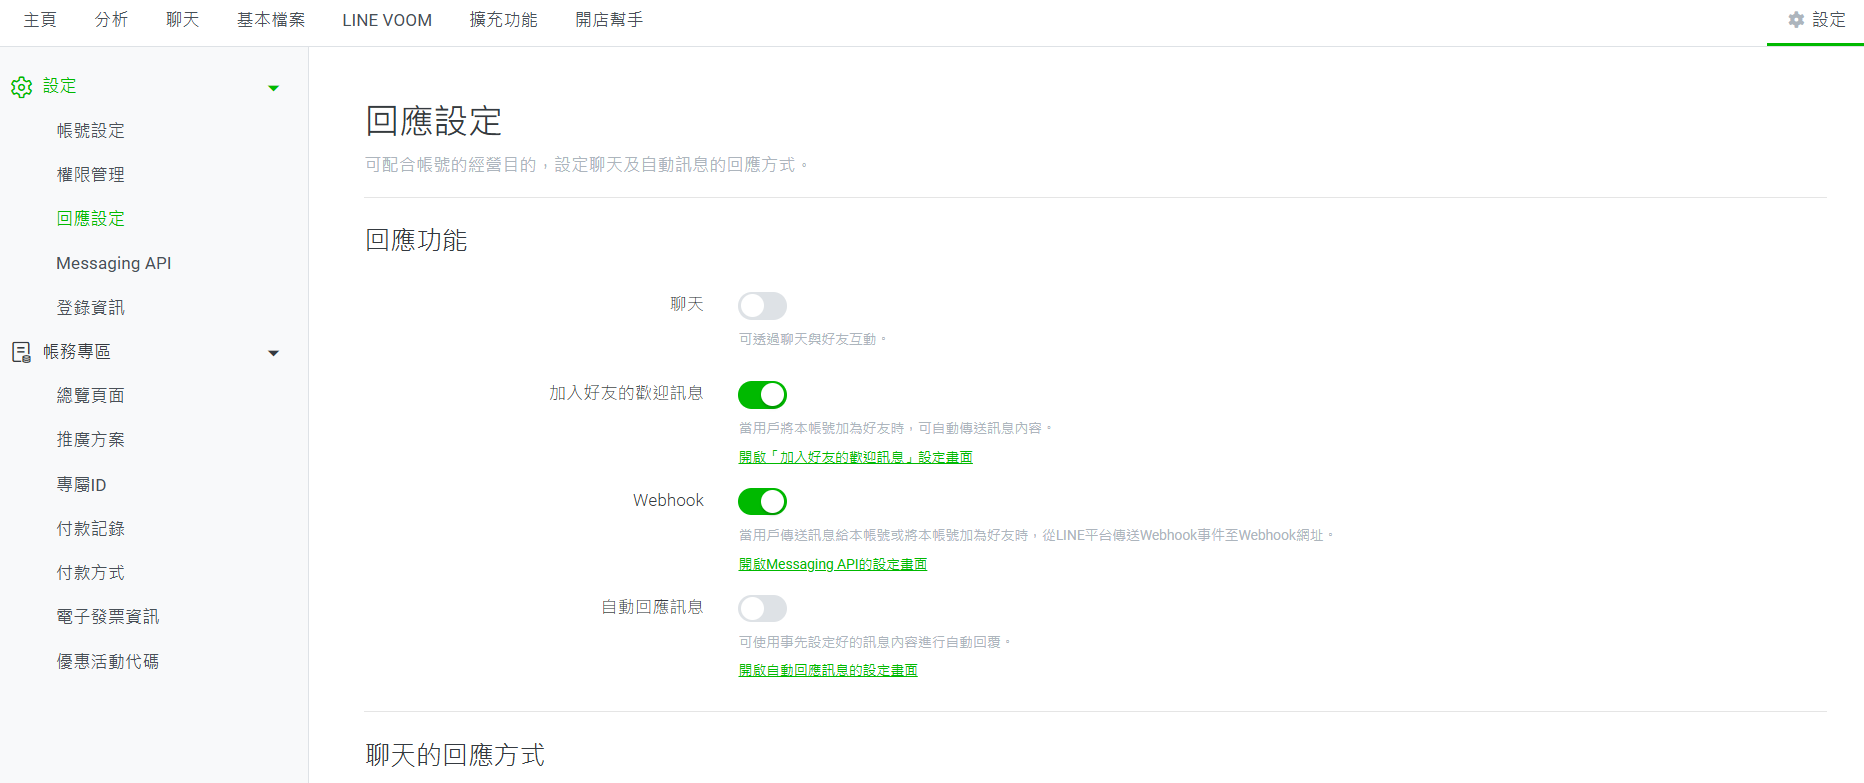 主頁 分析 聊天 基本檔案 LINE VOOM 擴充功能 開店幫手 設定
設定
帳號設定
權限管理
回應設定
Messaging API
登錄資訊
帳務專區
總覽頁面
推廣方案
專屬ID
付款記錄
付款方式
電子發票資訊
優惠活動代碼
回應設定
可配合帳號的經營目的，設定聊天及自動訊息的回應方式。
回應功能
聊天
可透過聊天與好友互動。
加入好友的歡迎訊息
當用戶將本帳號加為好友時，可自動傳送訊息內容。
開啟「加入好友的歡迎訊息」設定畫面
Webhook
當用戶傳送訊息給本帳號或將本帳號加為好友時，從LINE平台傳送Webhook事件至Webhook網址。
開啟Messaging API的設定畫面
自動回應訊息
可使用事先設定好的訊息內容進行自動回覆。
開啟自動回應訊息的設定畫面
聊天的回應方式